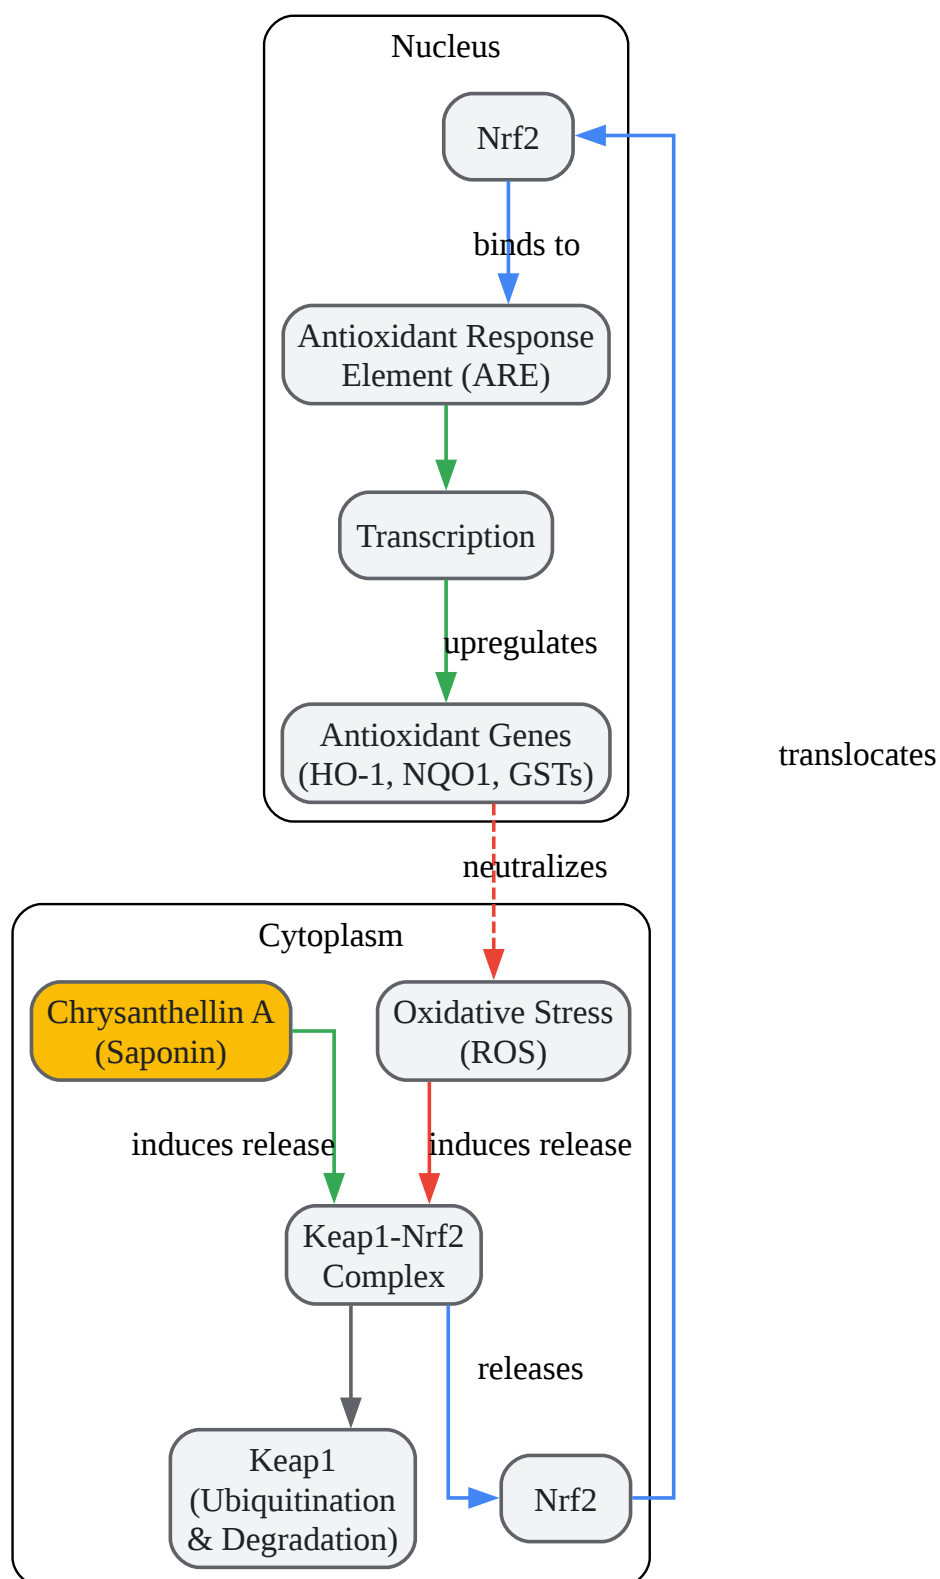 Nucleus
Nrf2
binds to
Antioxidant Response
Element (ARE)
Transcription
upregulates
Antioxidant Genes
(HO-1, NQO1, GSTs)
translocates
neutralizes
Cytoplasm
Chrysanthellin A
(Saponin)
Oxidative Stress
(ROS)
induces release
induces release
Keap1-Nrf2
Complex
releases
Keap1
(Ubiquitination
& Degradation)
Nrf2